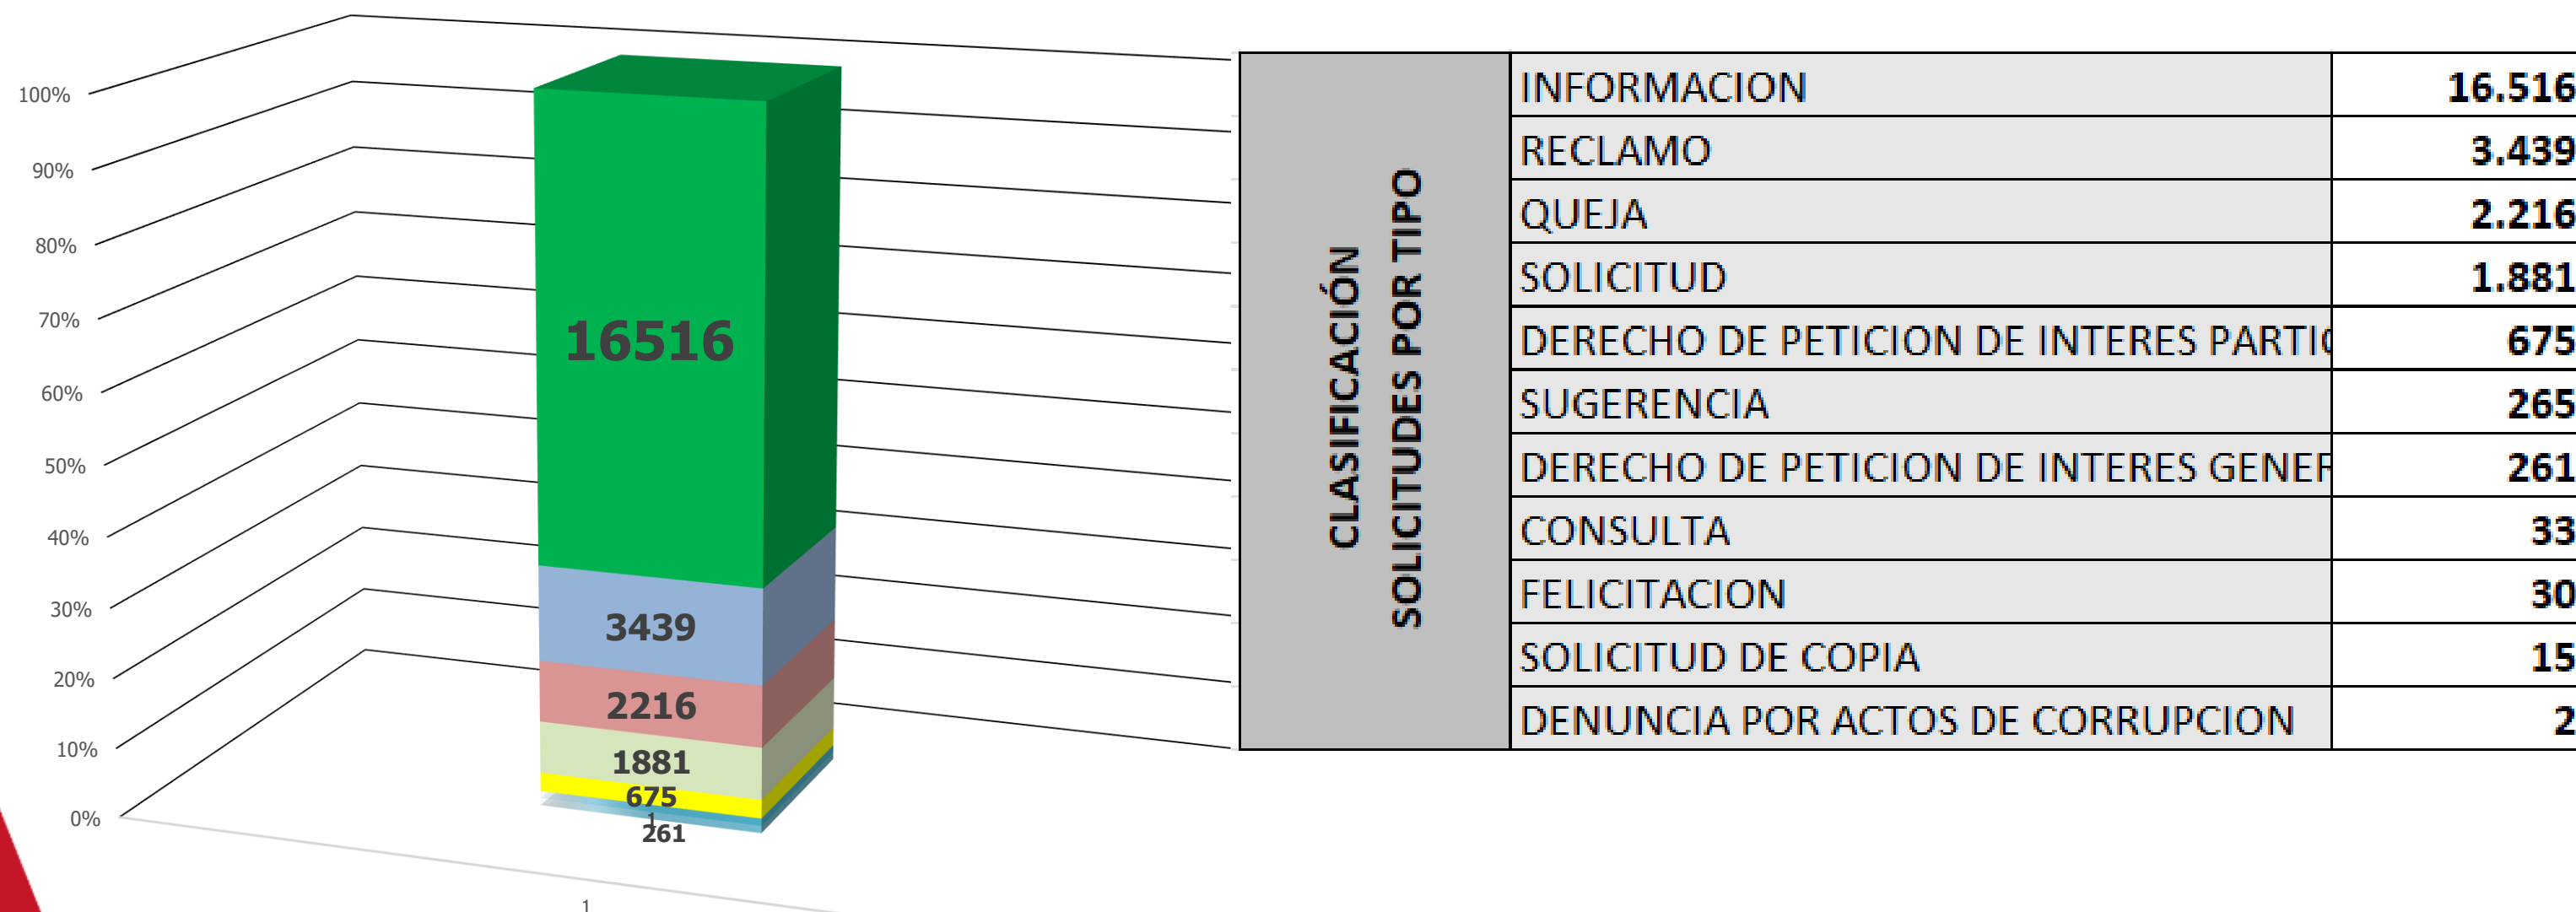 100%
90%
80%
70%
60%
50%
40%
30%
20%
10%
0%
16516
3439
2216
1881
675
1
261
1
CLASIFICACIÓN
SOLICITUDES POR TIPO
INFORMACION 16.516
RECLAMO 3.439
QUEJA 2.216
SOLICITUD 1.881
DERECHO DE PETICION DE INTERES PARTIC 675
SUGERENCIA 265
DERECHO DE PETICION DE INTERES GENER 261
CONSULTA 33
FELICITACION 30
SOLICITUD DE COPIA 15
DENUNCIA POR ACTOS DE CORRUPCION 2